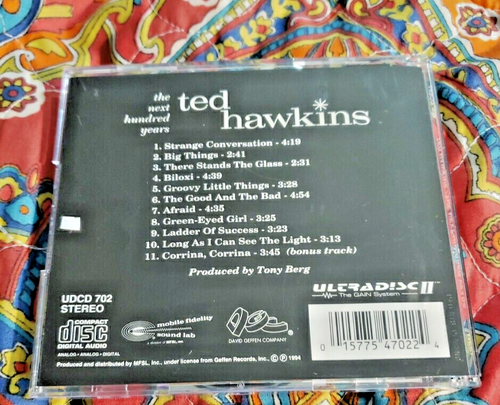 the
next
hundred
years
ted
hawkins
1. Strange Conversation - 4:19
2. Big Things - 2:41
3. There Stands The Glass - 2:31
4. Biloxi - 4:39
5. Groovy Little Things - 3:28
6. The Good And The Bad - 4:54
7. Afraid - 4:35
8. Green-Eyed Girl - 3:25
9. Ladder Of Success - 3:23
10. Long As I Can See The Light - 3:13
11. Corrina, Corrina - 3:45 (bonus track)
Produced by Tony Berg
UDCD 702
STEREO
COMPACT
disc
DIGITAL AUDIO
ANALOG • ANALOG • DIGITAL
mobile fidelity
sound lab
DAVID GEFFEN COMPANY
ULTRADISC II™
The GAIN System
0 15775 47022 4
Produced and distributed by MFSL, Inc. under license from Geffen Records, Inc. © ℗ 1994